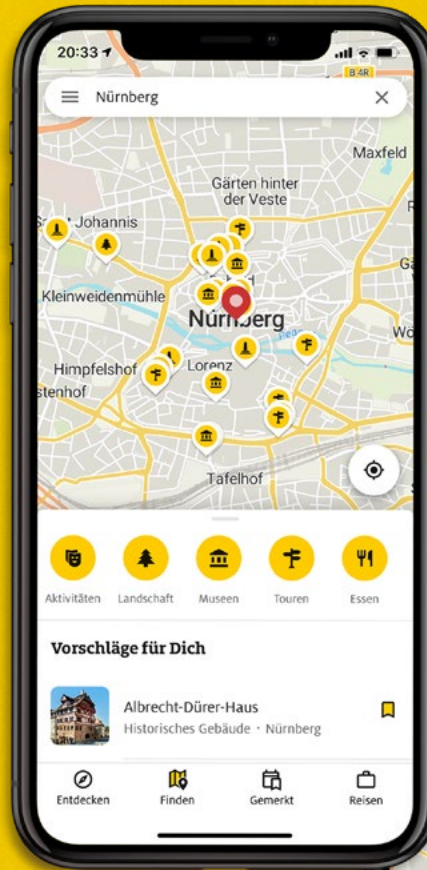 20:33
B 4R
Nürnberg
Maxfeld
Gärten hinter
der Veste
Johannis
Kleinweidenmühle
Nürnberg
Himpfelshof
Lorenz
Tafelhof
Aktivitäten Landschaft Museen Touren Essen
Vorschläge für Dich
Albrecht-Dürer-Haus
Historisches Gebäude · Nürnberg
Entdecken Finden Gemerkt Reisen